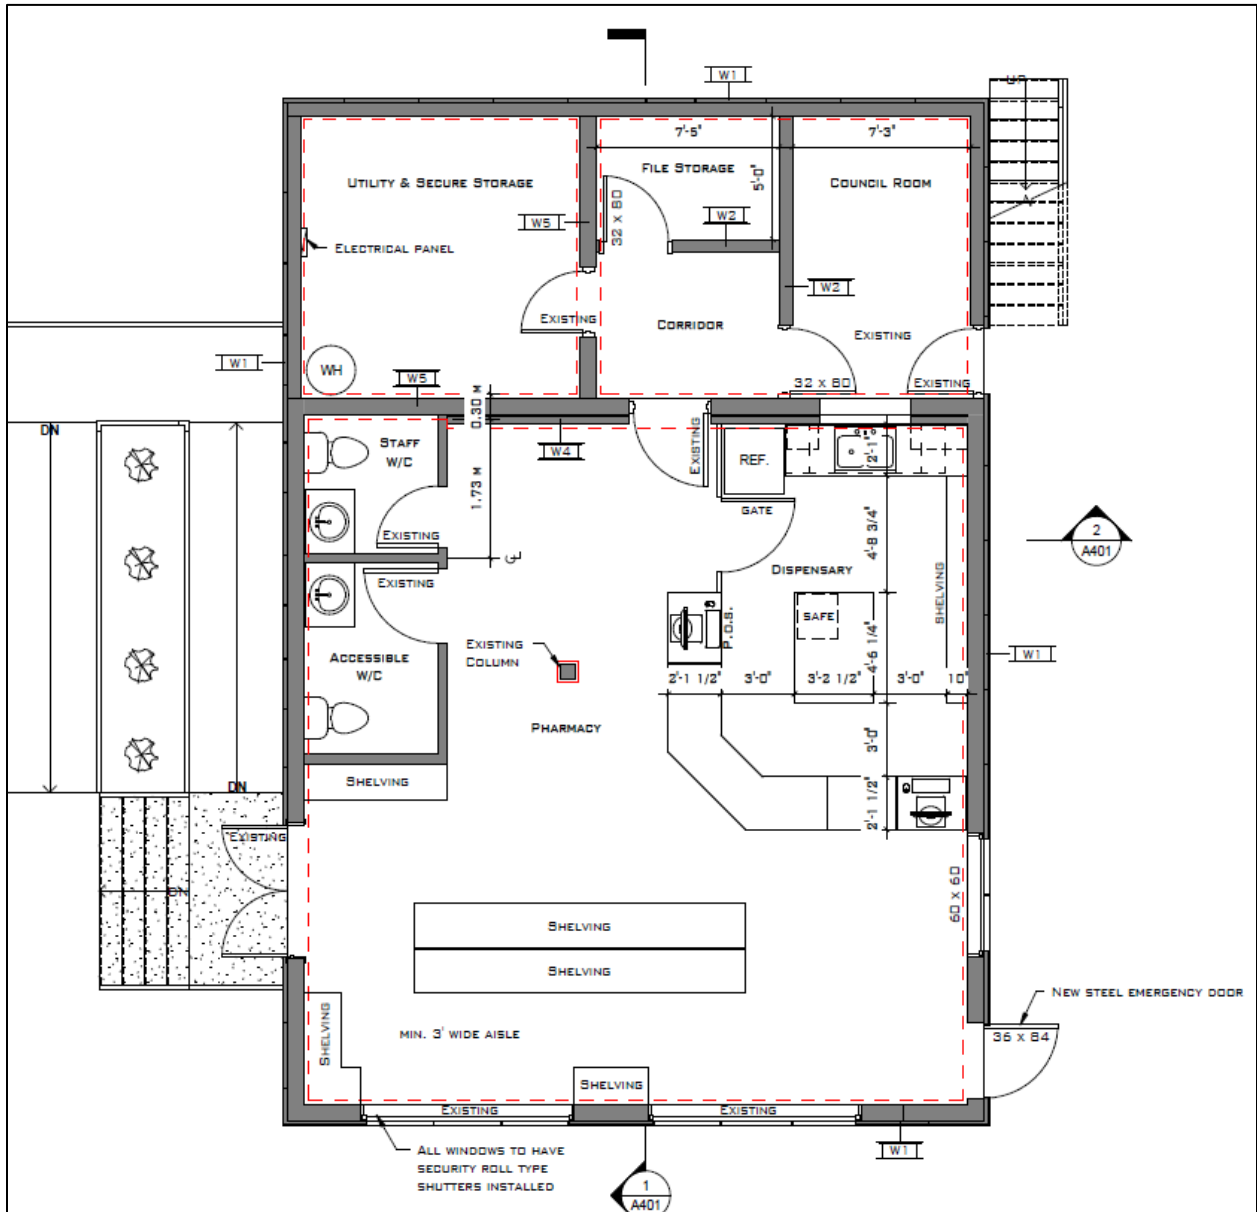 UP
W1
7'-5"
7'-3"
UTILITY & SECURE STORAGE
FILE STORAGE
5'-0"
COUNCIL ROOM
32 X 80
W5
W2
ELECTRICAL PANEL
W2
EXISTING
CORRIDOR
EXISTING
W1
WH
W5
32 X 80
EXISTING
0.30 M
DN
STAFF
W/C
W4
EXISTING
REF.
2'-1"
1.73 M
GATE
EXISTING
4'-8 3/4"
2
A401
CL
EXISTING
DISPENSARY
SHELVING
SAFE
P.O.S.
4'-6 1/4"
EXISTING
COLUMN
ACCESSIBLE
W/C
W1
2'-1 1/2"
3'-0"
3'-2 1/2"
3'-0"
10"
PHARMACY
3'-0"
SHELVING
DN
2'-1 1/2"
EXISTING
DN
60 X 60
SHELVING
SHELVING
NEW STEEL EMERGENCY DOOR
SHELVING
MIN. 3' WIDE AISLE
36 X 84
SHELVING
EXISTING
EXISTING
ALL WINDOWS TO HAVE
SECURITY ROLL TYPE
SHUTTERS INSTALLED
W1
1
A401